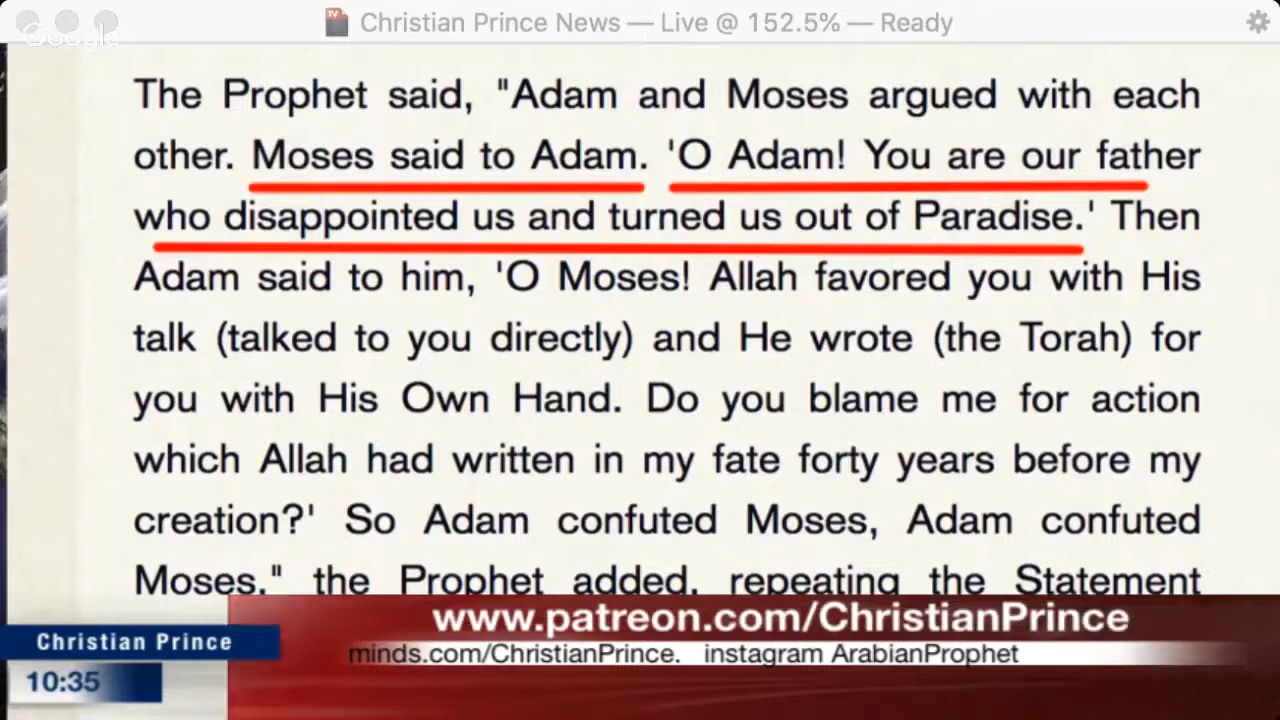 Christian Prince News — Live @ 152.5% — Ready
Google
The Prophet said, "Adam and Moses argued with each
other. Moses said to Adam. 'O Adam! You are our father
who disappointed us and turned us out of Paradise.' Then
Adam said to him, 'O Moses! Allah favored you with His
talk (talked to you directly) and He wrote (the Torah) for
you with His Own Hand. Do you blame me for action
which Allah had written in my fate forty years before my
creation?' So Adam confuted Moses, Adam confuted
Moses," the Prophet added, repeating the Statement
www.patreon.com/ChristianPrince
Christian Prince
minds.com/ChristianPrince. instagram ArabianProphet
10:35